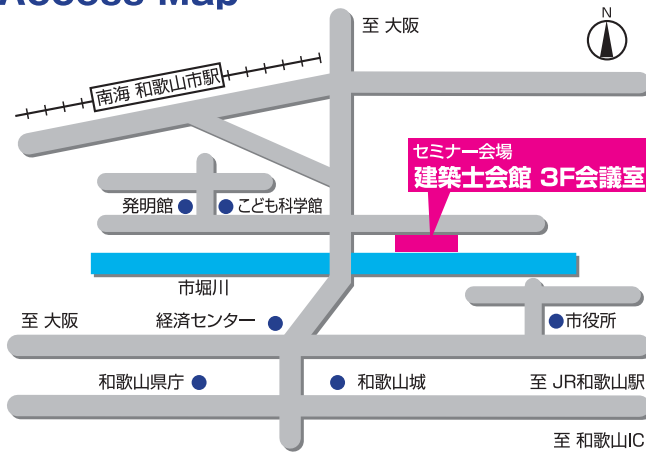 Access Map
至 大阪
N
南海 和歌山市駅
セミナー会場
建築士会館 3F会議室
発明館
こども科学館
市堀川
至 大阪
経済センター
市役所
和歌山県庁
和歌山城
至 JR和歌山駅
至 和歌山IC